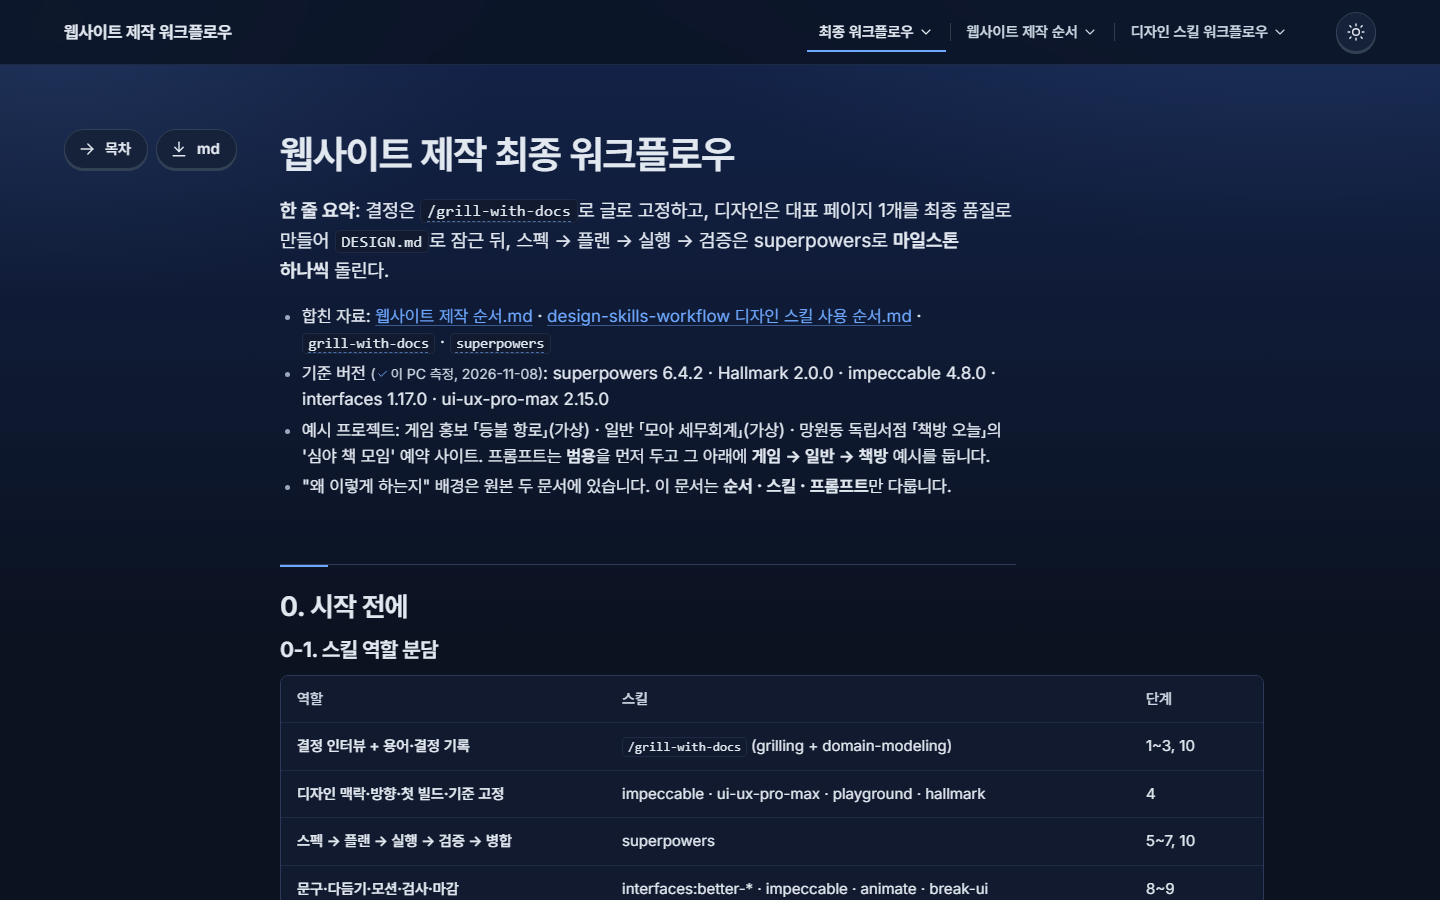 웹사이트 제작 워크플로우
최종 워크플로우
웹사이트 제작 순서
디자인 스킬 워크플로우
목차
md
웹사이트 제작 최종 워크플로우
한 줄 요약: 결정은 /grill-with-docs 로 글로 고정하고, 디자인은 대표 페이지 1개를 최종 품질로
만들어 DESIGN.md 로 잠근 뒤, 스펙 → 플랜 → 실행 → 검증은 superpowers로 마일스톤
하나씩 돌린다.
• 합친 자료: 웹사이트 제작 순서.md · design-skills-workflow 디자인 스킬 사용 순서.md ·
grill-with-docs · superpowers
• 기준 버전 (✓이 PC 측정, 2026-11-08): superpowers 6.4.2 · Hallmark 2.0.0 · impeccable 4.8.0 ·
interfaces 1.17.0 · ui-ux-pro-max 2.15.0
• 예시 프로젝트: 게임 홍보 「등불 항로」(가상) · 일반 「모아 세무회계」(가상) · 망원동 독립서점 「책방 오늘」의
'심야 책 모임' 예약 사이트. 프롬프트는 범용을 먼저 두고 그 아래에 게임 → 일반 → 책방 예시를 둡니다.
• "왜 이렇게 하는지" 배경은 원본 두 문서에 있습니다. 이 문서는 순서 · 스킬 · 프롬프트만 다룹니다.
0. 시작 전에
0-1. 스킬 역할 분담
역할 스킬 단계
결정 인터뷰 + 용어·결정 기록 /grill-with-docs (grilling + domain-modeling) 1~3, 10
디자인 맥락·방향·첫 빌드·기준 고정 impeccable · ui-ux-pro-max · playground · hallmark 4
스펙 → 플랜 → 실행 → 검증 → 병합 superpowers 5~7, 10
문구·다듬기·모션·검사·마감 interfaces:better-* · impeccable · animate · break-ui 8~9